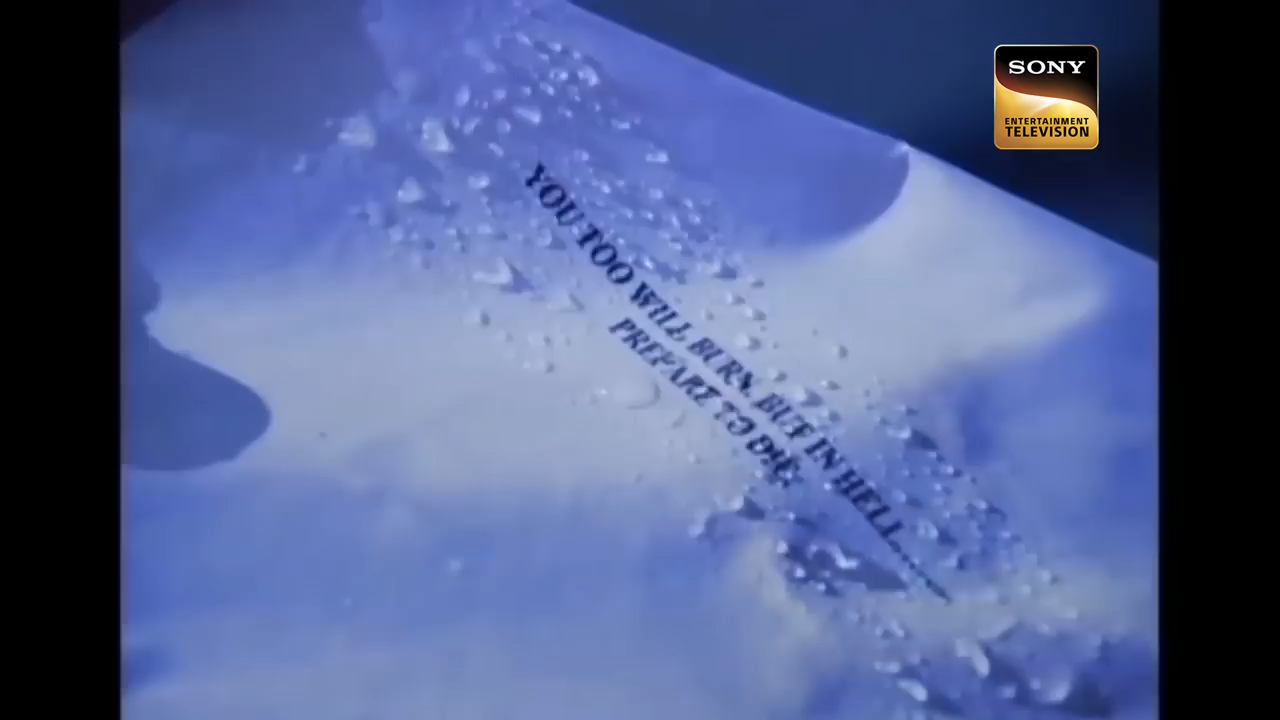 SONY
ENTERTAINMENT
TELEVISION
YOU TOO WILL BURN, BUT IN HELL......
PREPARE TO DIE.